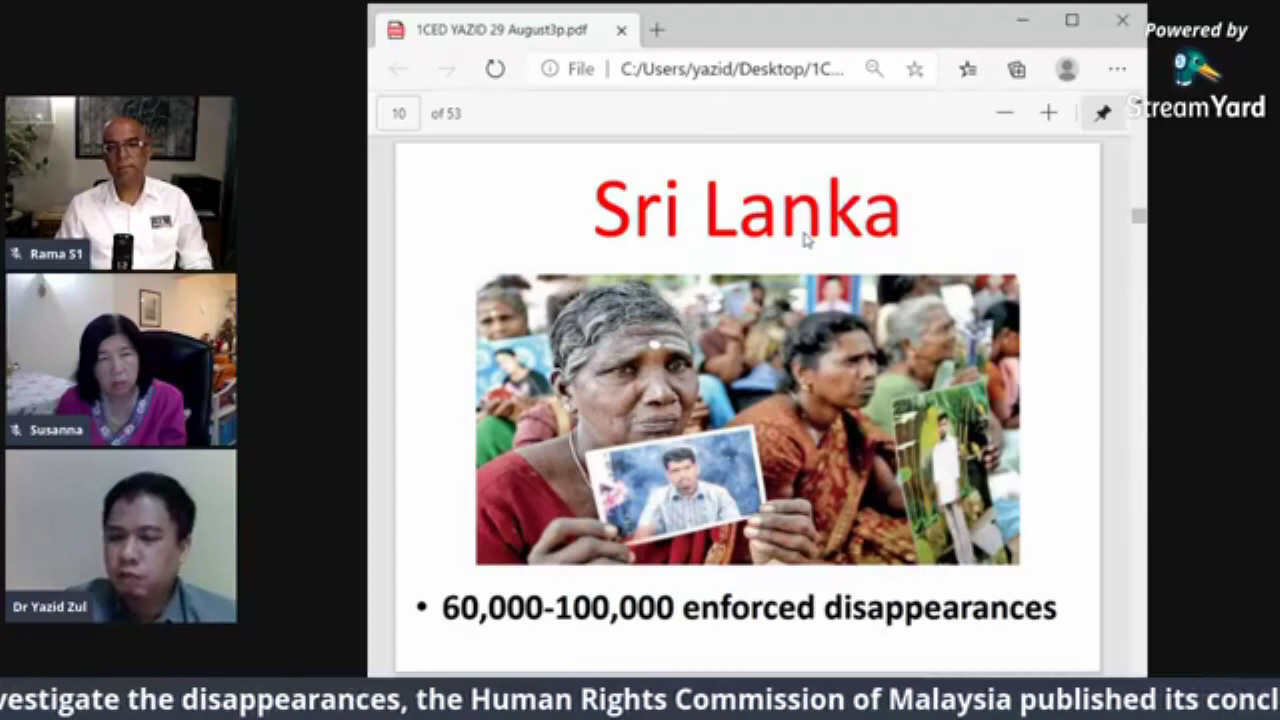 1CED YAZID 29 August3p.pdf
File | C:/Users/yazid/Desktop/1C...
10 of 53
Powered by
StreamYard
Sri Lanka
• 60,000-100,000 enforced disappearances
Rama S1
Susanna
Dr Yazid Zul
vestigate the disappearances, the Human Rights Commission of Malaysia published its concl